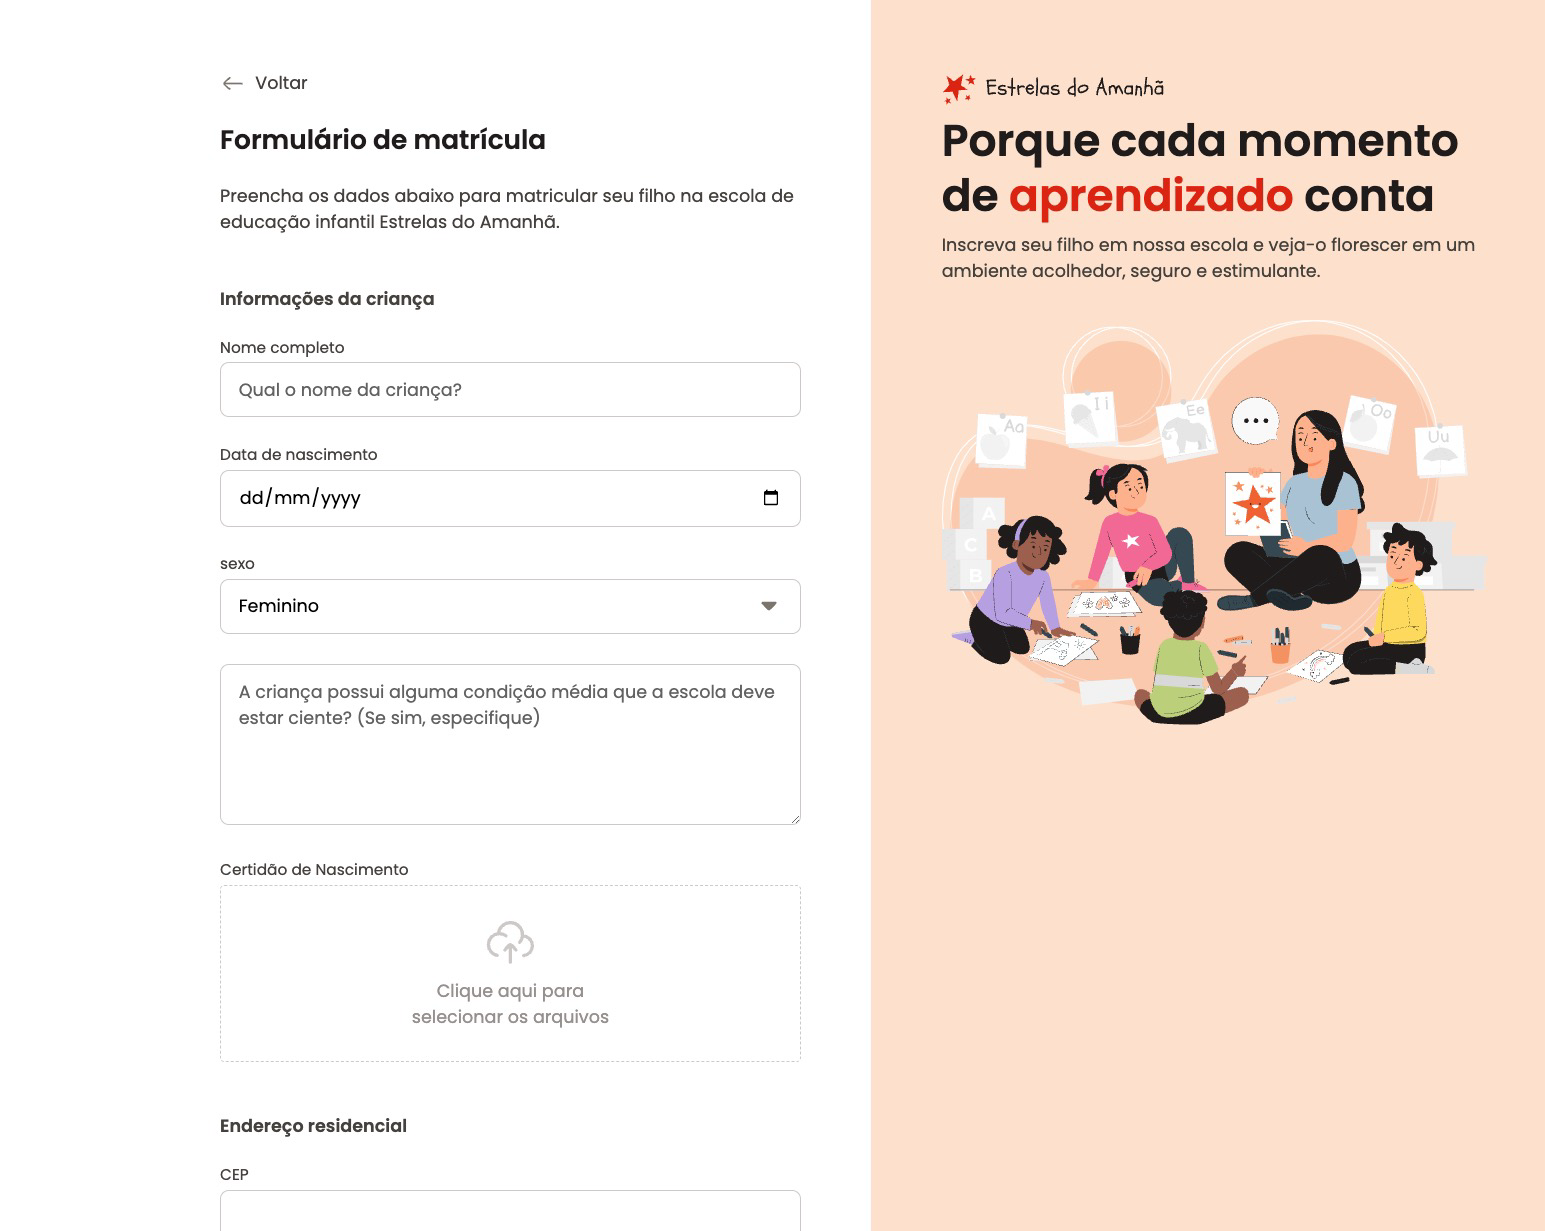 Voltar
Formulário de matrícula
Preencha os dados abaixo para matricular seu filho na escola de
educação infantil Estrelas do Amanhã.
Informações da criança
Nome completo
Qual o nome da criança?
Data de nascimento
dd/mm/yyyy
sexo
Feminino
A criança possui alguma condição média que a escola deve
estar ciente? (Se sim, especifique)
Certidão de Nascimento
Clique aqui para
selecionar os arquivos
Endereço residencial
CEP
Estrelas do Amanhã
Porque cada momento
de aprendizado conta
Inscreva seu filho em nossa escola e veja-o florescer em um
ambiente acolhedor, seguro e estimulante.
Aa
Ii
Ee
Oo
Uu
A
C
B